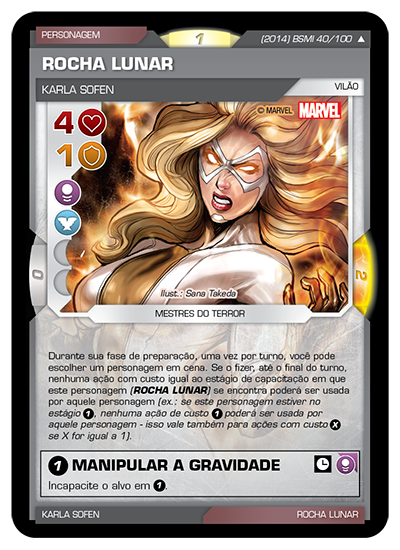 PERSONAGEM
1
(2014) BSMI 40/100 ▲
ROCHA LUNAR
KARLA SOFEN
VILÃO
© MARVEL MARVEL
4
1
0
2
Ilust.: Sana Takeda
MESTRES DO TERROR
Durante sua fase de preparação, uma vez por turno, você pode
escolher um personagem em cena. Se o fizer, até o final do turno,
nenhuma ação com custo igual ao estágio de capacitação em que
este personagem (ROCHA LUNAR) se encontra poderá ser usada
por aquele personagem (ex.: se este personagem estiver no
estágio 1, nenhuma ação de custo 1 poderá ser usada por
aquele personagem - isso vale também para ações com custo X
se X for igual a 1).
1 MANIPULAR A GRAVIDADE
Incapacite o alvo em 1.
KARLA SOFEN
ROCHA LUNAR